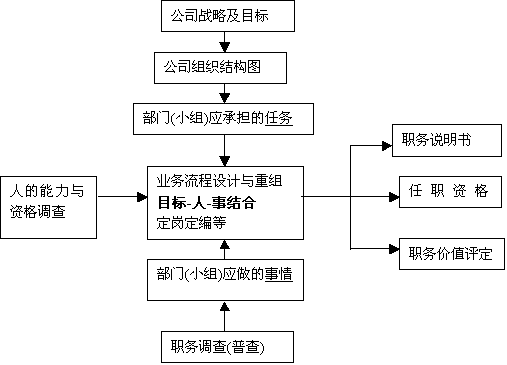 公司战略及目标
公司组织结构图
部门(小组)应承担的任务
职务说明书
业务流程设计与重组
目标-人-事结合
定岗定编等
人的能力与
资格调查
任 职 资 格
职务价值评定
部门(小组)应做的事情
职务调查(普查)